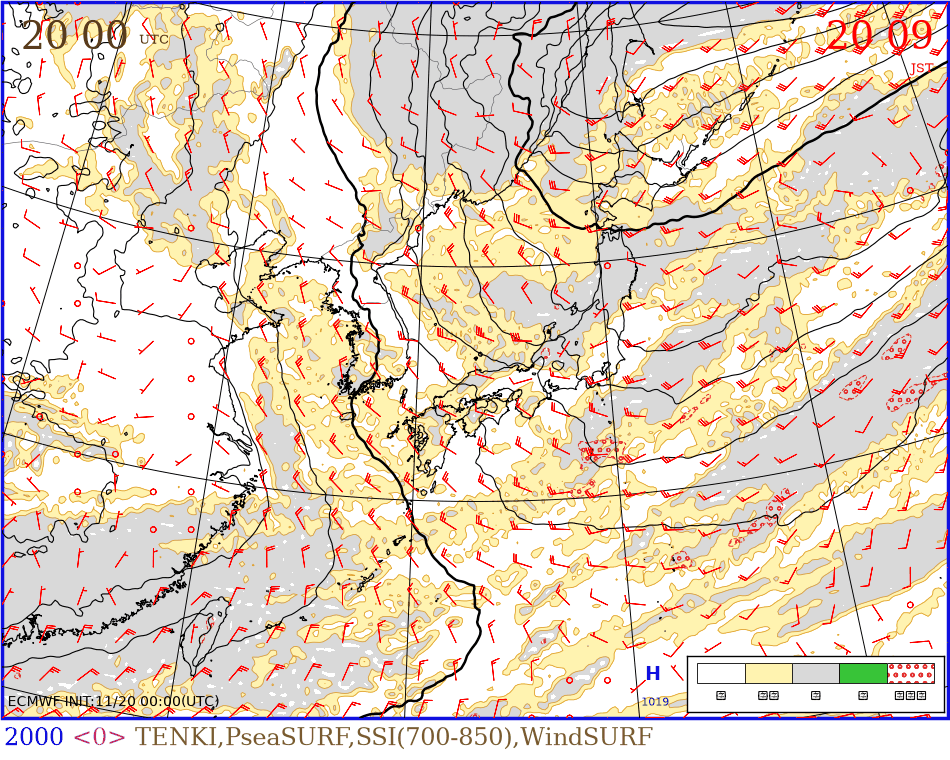 20 00 UTC
20 09
JST
H
1019
ECMWF INIT:11/20 00:00(UTC)
2000 <0> TENKI,PseaSURF,SSI(700-850),WindSURF